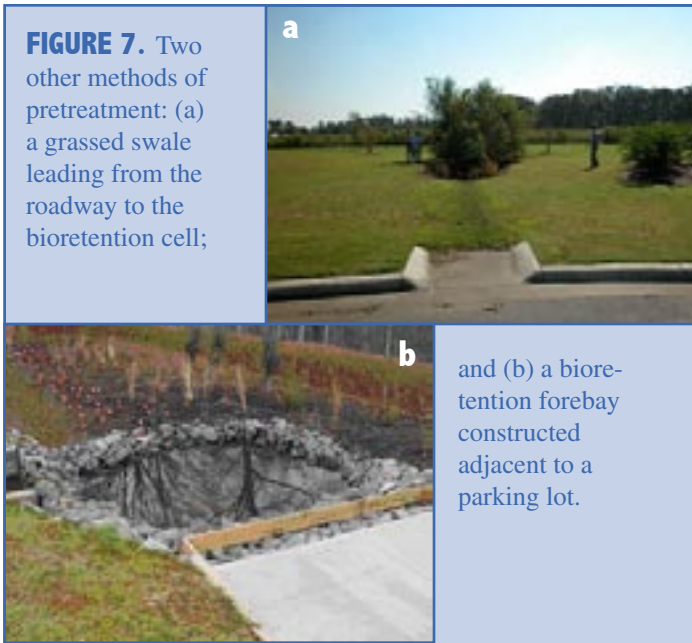 FIGURE 7. Two
other methods of
pretreatment: (a)
a grassed swale
leading from the
roadway to the
bioretention cell;
a
b
and (b) a biore-
tention forebay
constructed
adjacent to a
parking lot.